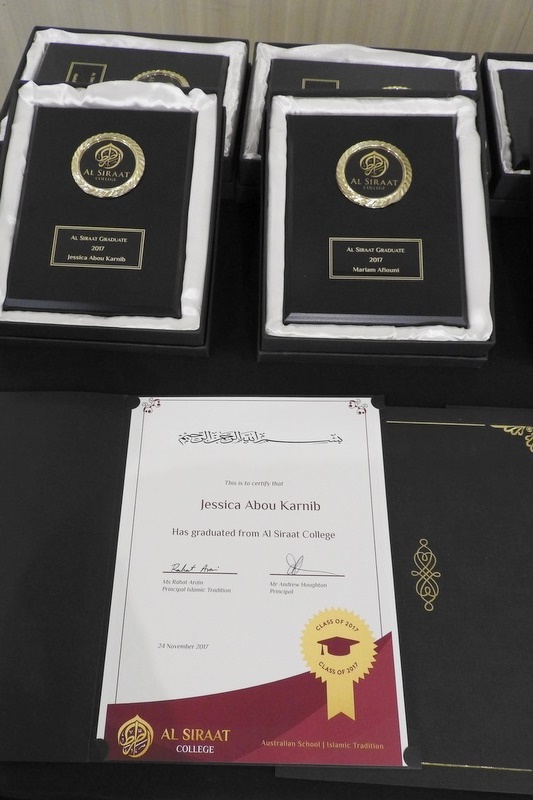 AL SIRAAT
COLLEGE
AL SIRAAT GRADUATE
2017
Jessica Abou Karnib
AL SIRAAT
COLLEGE
AL SIRAAT GRADUATE
2017
Mariam Afiouni
بسم الله الرحمن الرحيم
This is to certify that
Jessica Abou Karnib
Has graduated from Al Siraat College
Ms Rahat Arain
Principal Islamic Tradition
Mr Andrew Houghton
Principal
24 November 2017
CLASS OF 2017
CLASS OF 2017
AL SIRAAT
COLLEGE
Australian School | Islamic Tradition